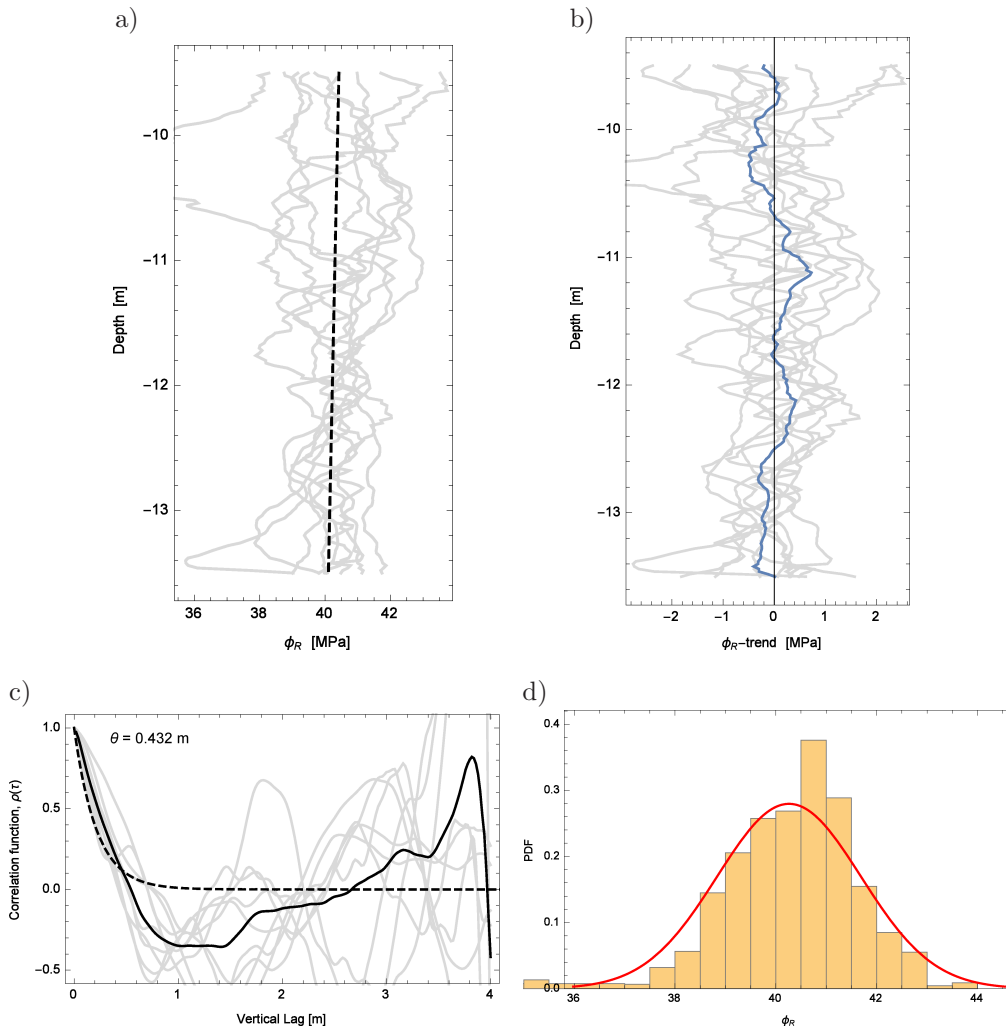 a)
b)
-10
-11
-12
-13
Depth [m]
36
38
40
42
ϕR [MPa]
-10
-11
-12
-13
Depth [m]
-2
-1
0
1
2
ϕR-trend [MPa]
c)
d)
1.0
0.5
0.0
-0.5
Correlation function, ρ(τ)
θ = 0.432 m
0
1
2
3
4
Vertical Lag [m]
0.4
0.3
0.2
0.1
0.0
PDF
36
38
40
42
44
ϕR